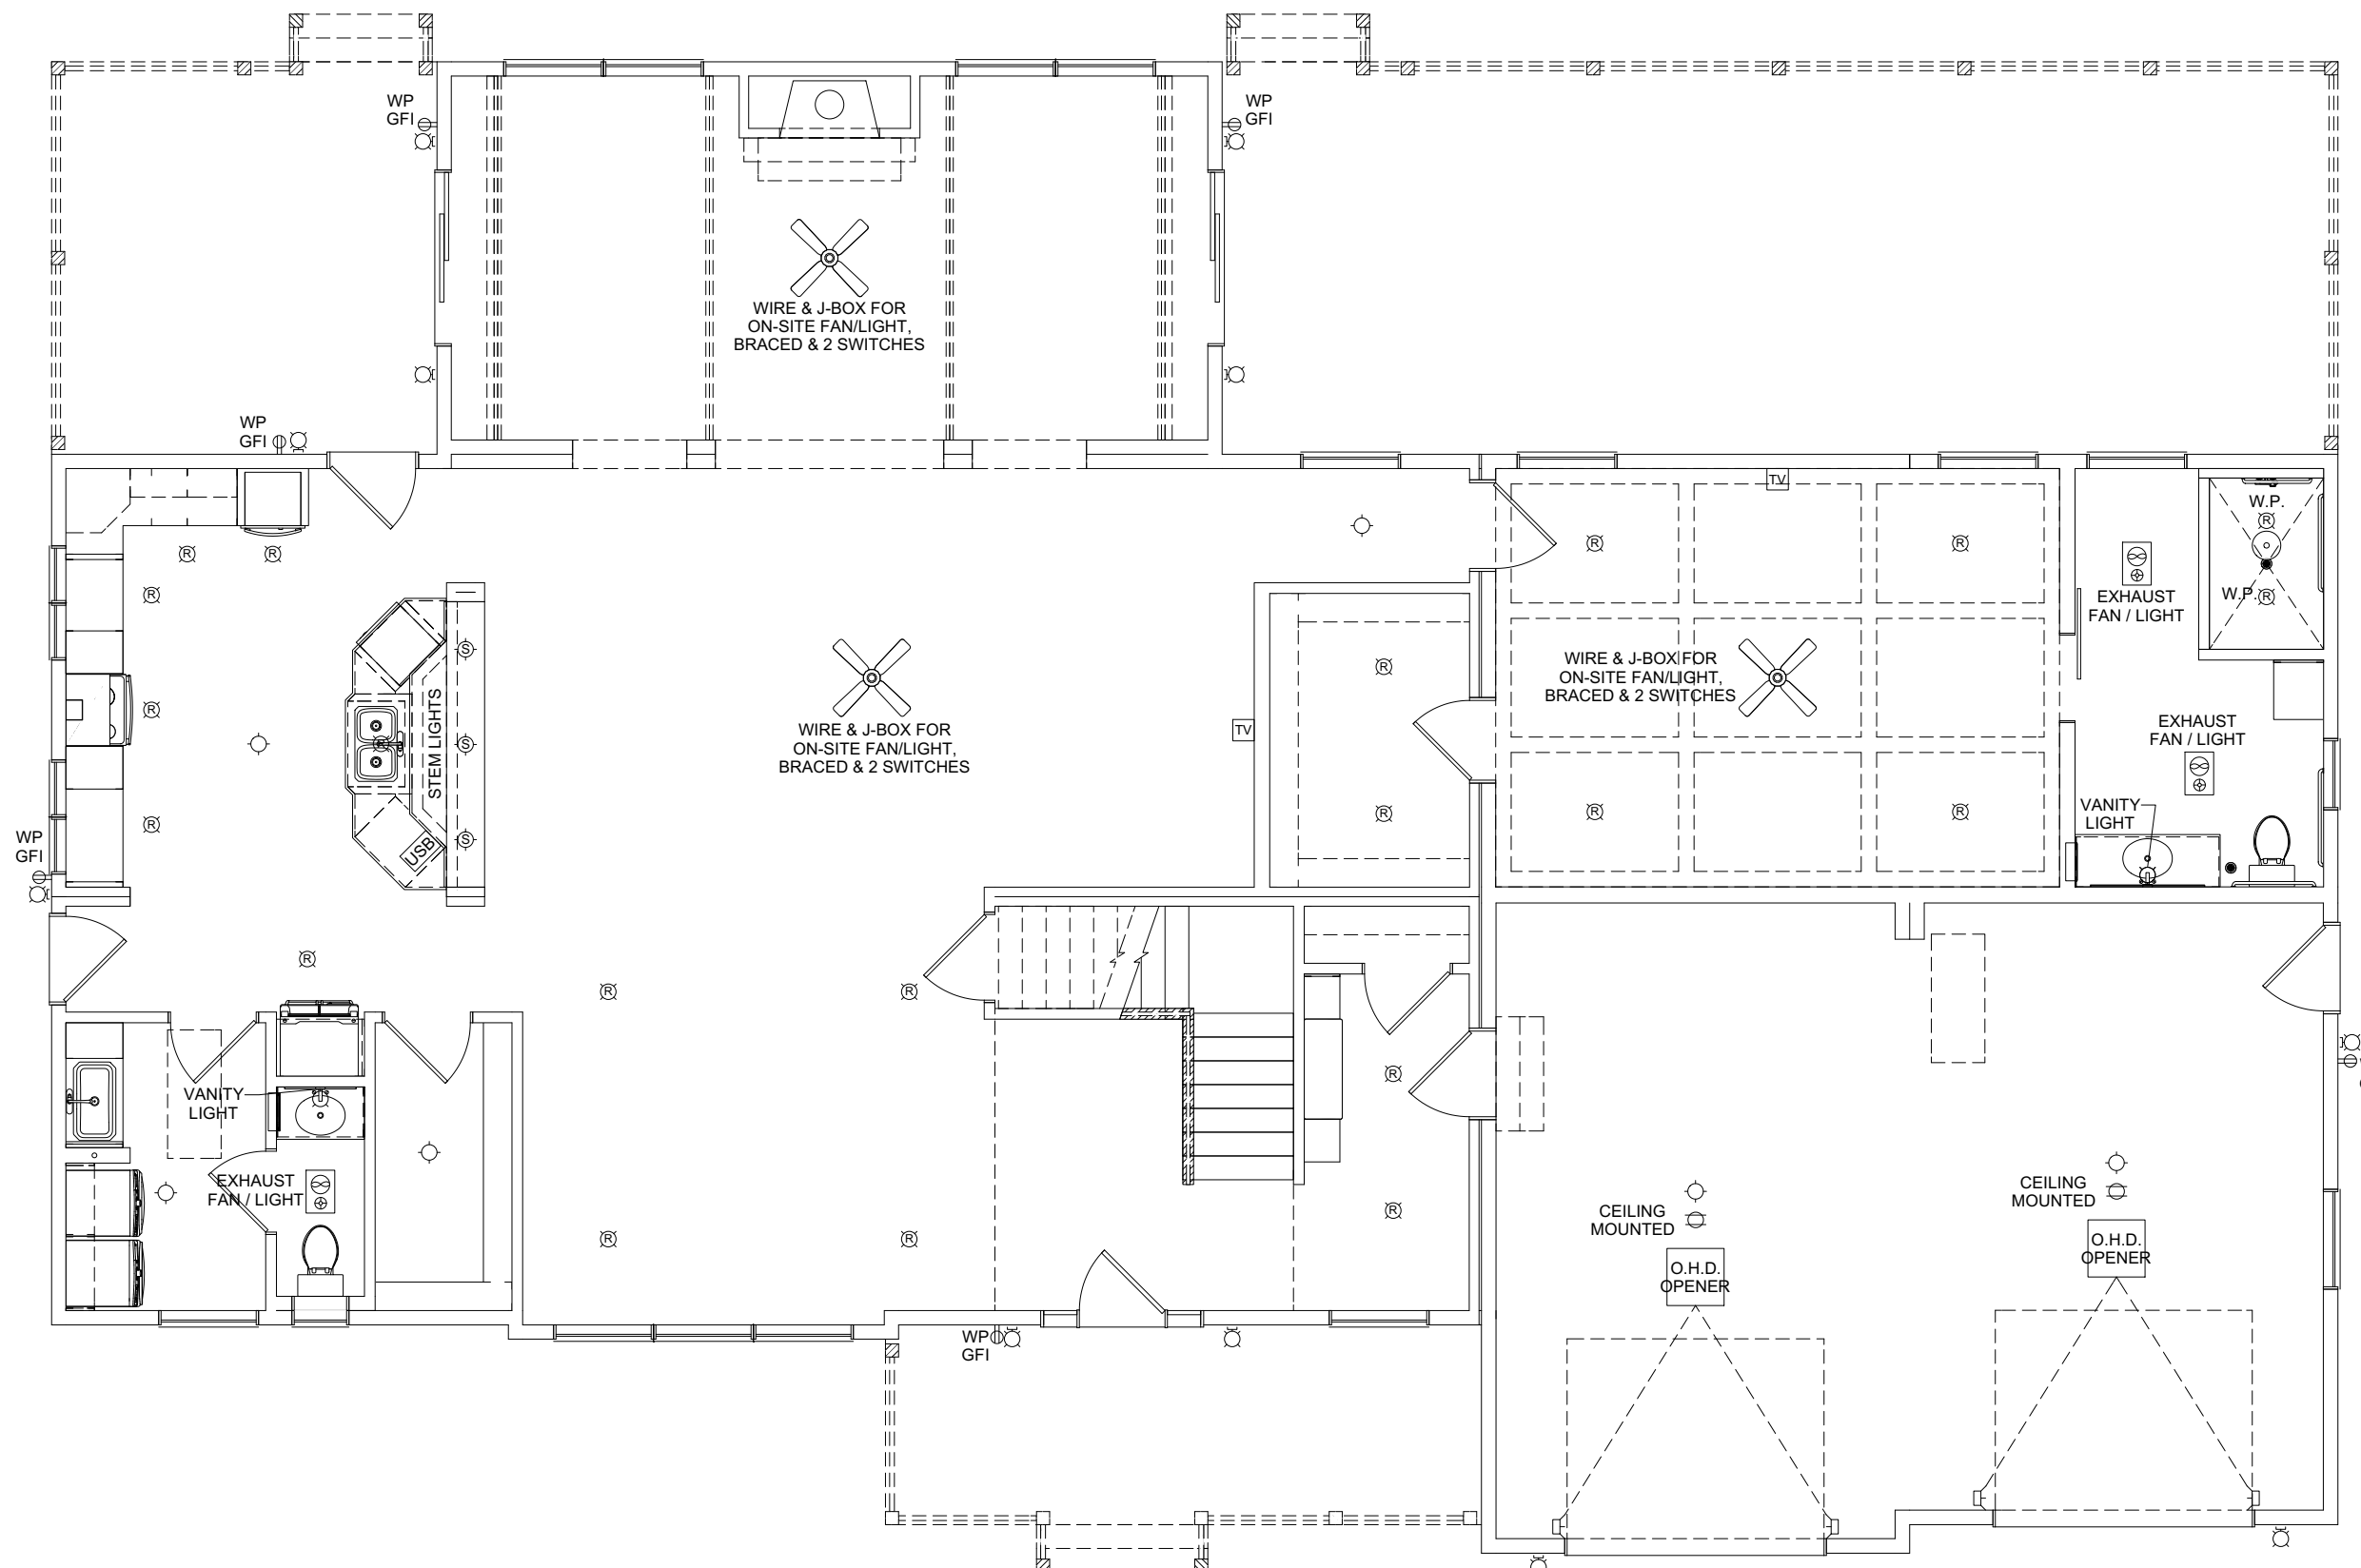 WP
GFI
WP
GFI
WIRE & J-BOX FOR
ON-SITE FAN/LIGHT,
BRACED & 2 SWITCHES
WP
GFI
TV
W.P.
R
R
R
R
R
EXHAUST
FAN / LIGHT
W.P.
R
R
S
WIRE & J-BOX FOR
ON-SITE FAN/LIGHT,
BRACED & 2 SWITCHES
R
WIRE & J-BOX FOR
ON-SITE FAN/LIGHT,
BRACED & 2 SWITCHES
R
STEM LIGHTS
R
S
TV
EXHAUST
FAN / LIGHT
WP
GFI
R
USB
S
R
R
R
VANITY
LIGHT
R
R
R
VANITY
LIGHT
R
EXHAUST
FAN / LIGHT
R
R
R
CEILING
MOUNTED
CEILING
MOUNTED
O.H.D.
OPENER
O.H.D.
OPENER
WP
GFI